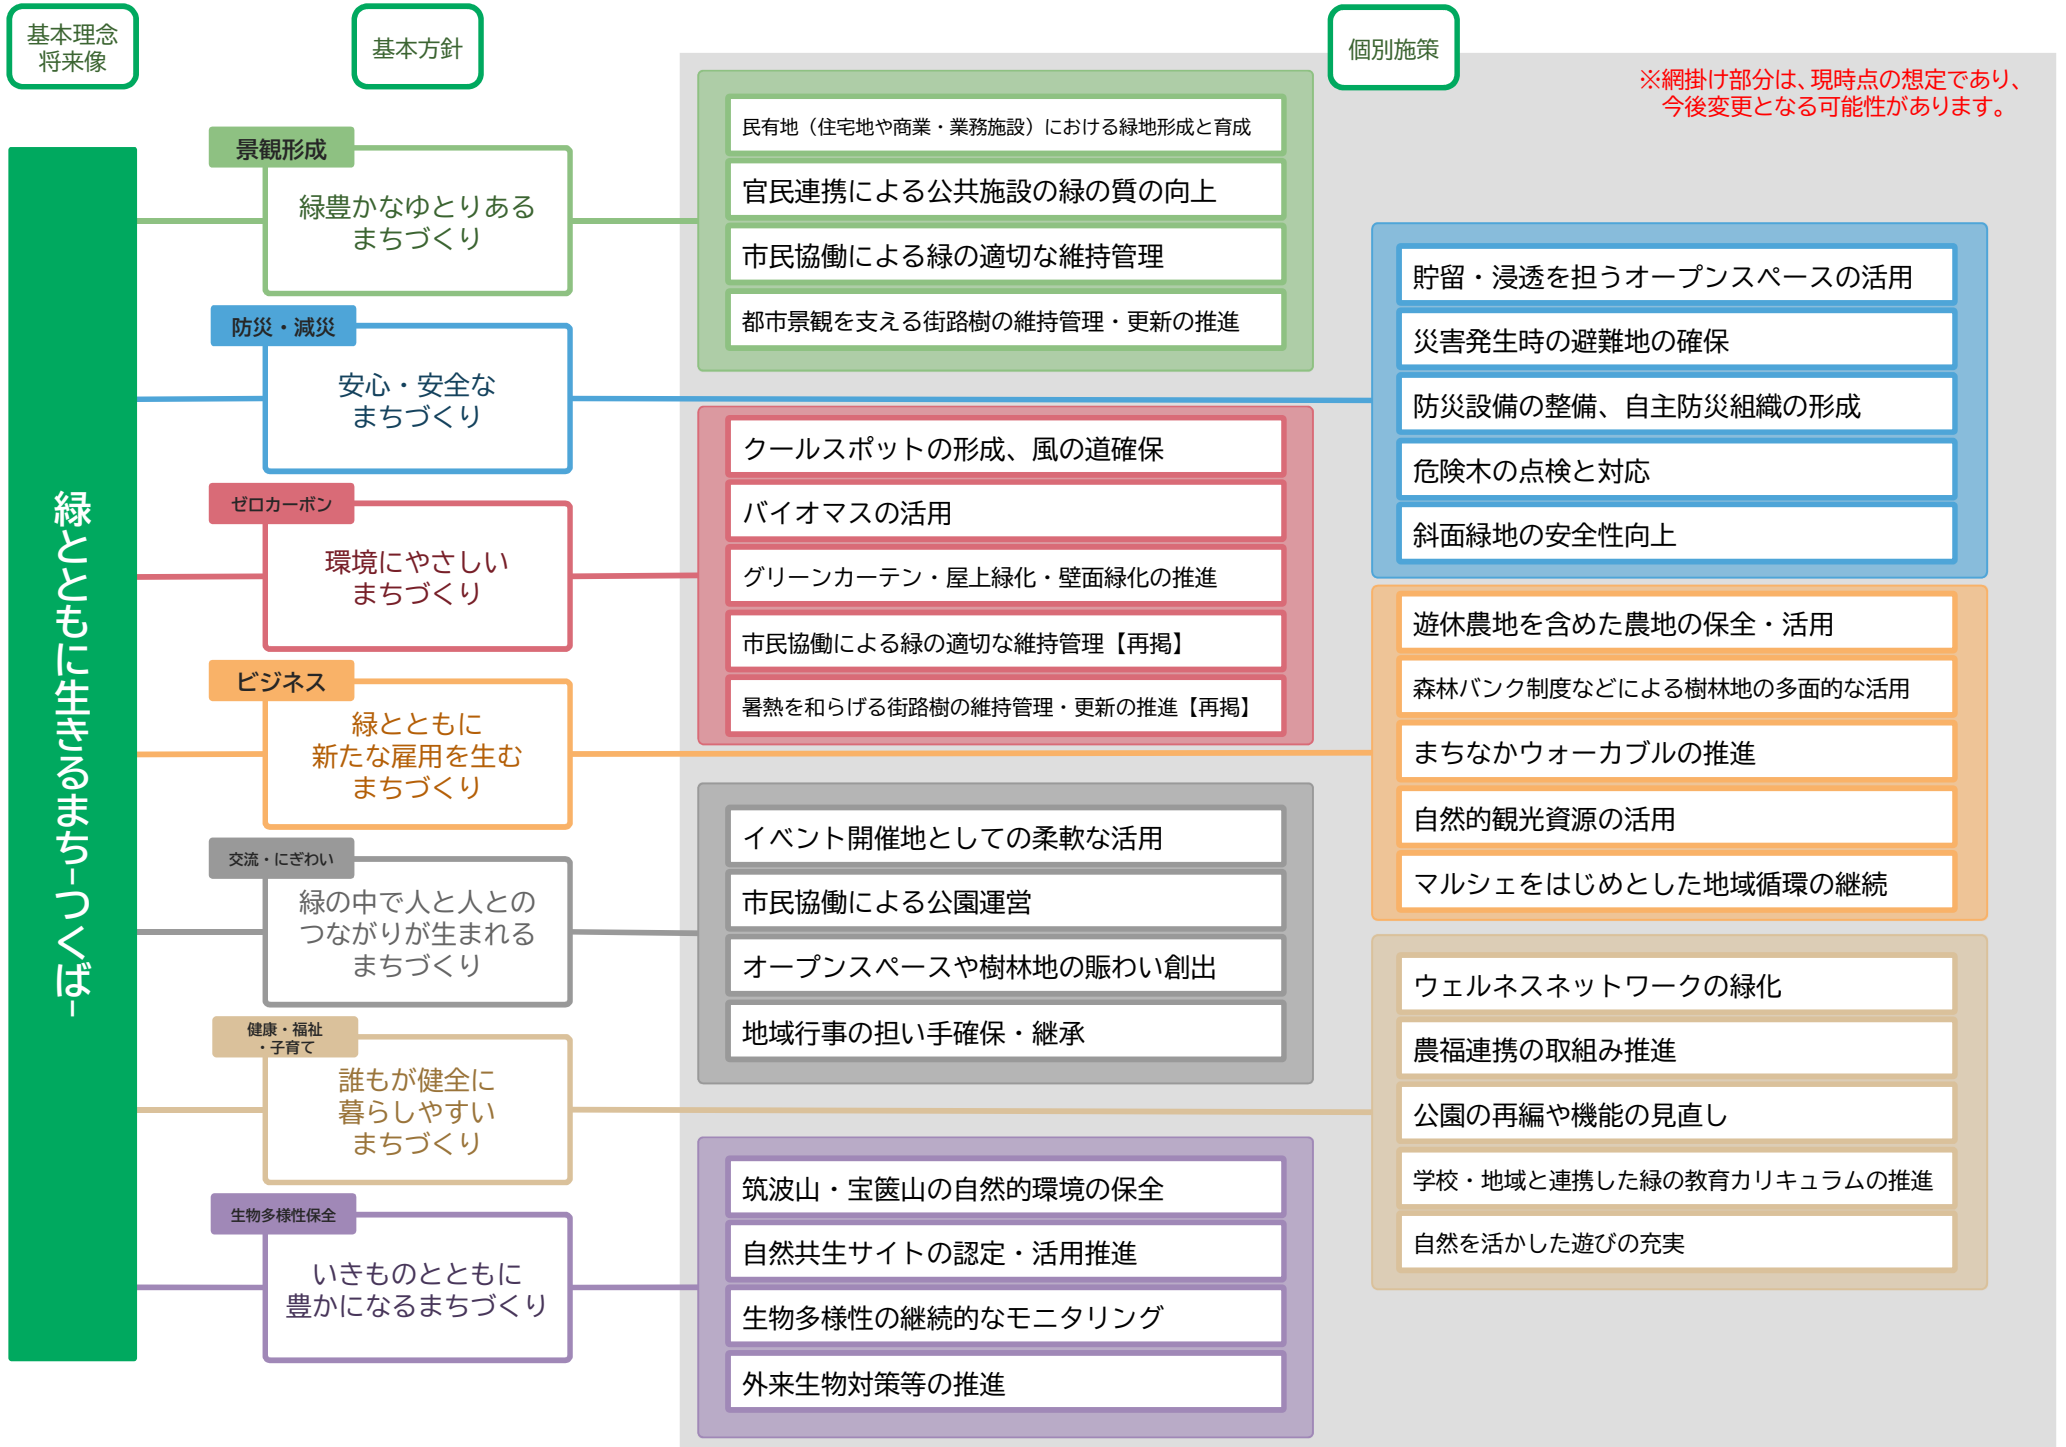 基本理念
将来像
基本方針
個別施策
※網掛け部分は、現時点の想定であり、
今後変更となる可能性があります。
緑とともに生きるまち-つくば-
景観形成
緑豊かなゆとりある
まちづくり
民有地（住宅地や商業・業務施設）における緑地形成と育成
官民連携による公共施設の緑の質の向上
市民協働による緑の適切な維持管理
都市景観を支える街路樹の維持管理・更新の推進
防災・減災
安心・安全な
まちづくり
貯留・浸透を担うオープンスペースの活用
災害発生時の避難地の確保
防災設備の整備、自主防災組織の形成
危険木の点検と対応
斜面緑地の安全性向上
ゼロカーボン
環境にやさしい
まちづくり
クールスポットの形成、風の道確保
バイオマスの活用
グリーンカーテン・屋上緑化・壁面緑化の推進
市民協働による緑の適切な維持管理【再掲】
暑熱を和らげる街路樹の維持管理・更新の推進【再掲】
ビジネス
緑とともに
新たな雇用を生む
まちづくり
遊休農地を含めた農地の保全・活用
森林バンク制度などによる樹林地の多面的な活用
まちなかウォーカブルの推進
自然的観光資源の活用
マルシェをはじめとした地域循環の継続
交流・にぎわい
緑の中で人と人との
つながりが生まれる
まちづくり
イベント開催地としての柔軟な活用
市民協働による公園運営
オープンスペースや樹林地の賑わい創出
地域行事の担い手確保・継承
健康・福祉
・子育て
誰もが健全に
暮らしやすい
まちづくり
ウェルネスネットワークの緑化
農福連携の取組み推進
公園の再編や機能の見直し
学校・地域と連携した緑の教育カリキュラムの推進
自然を活かした遊びの充実
生物多様性保全
いきものとともに
豊かになるまちづくり
筑波山・宝篋山の自然的環境の保全
自然共生サイトの認定・活用推進
生物多様性の継続的なモニタリング
外来生物対策等の推進